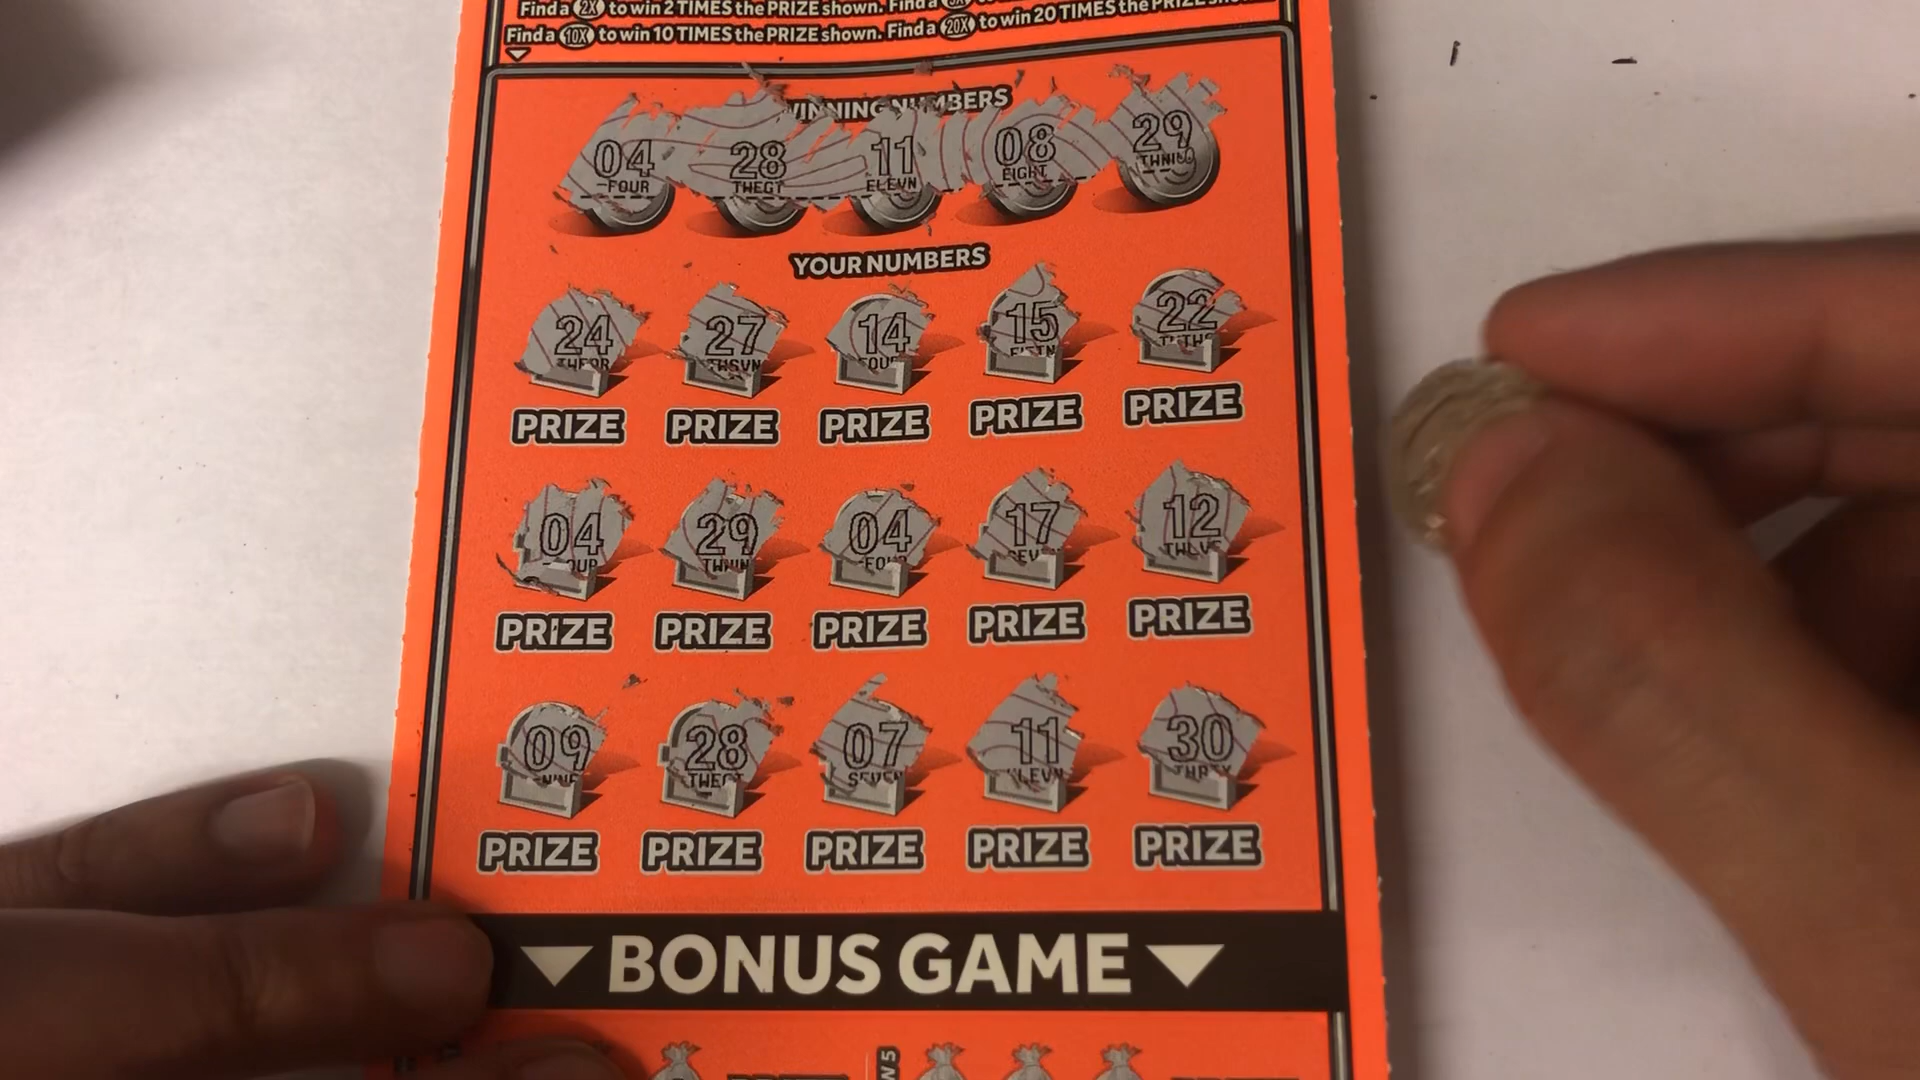 Find a 2X to win 2 TIMES the PRIZE shown. Find a
Find a 10X to win 10 TIMES the PRIZE shown. Find a 20X to win 20 TIMES the PRIZE
WINNING NUMBERS
04 28 11 08 29
FOUR TWEGT ELEVN EIGHT
YOUR NUMBERS
24 27 14 15 22
PRIZE PRIZE PRIZE PRIZE PRIZE
04 29 04 17 12
PRIZE PRIZE PRIZE PRIZE PRIZE
09 28 07 11 30
SEVEN
PRIZE PRIZE PRIZE PRIZE PRIZE
BONUS GAME